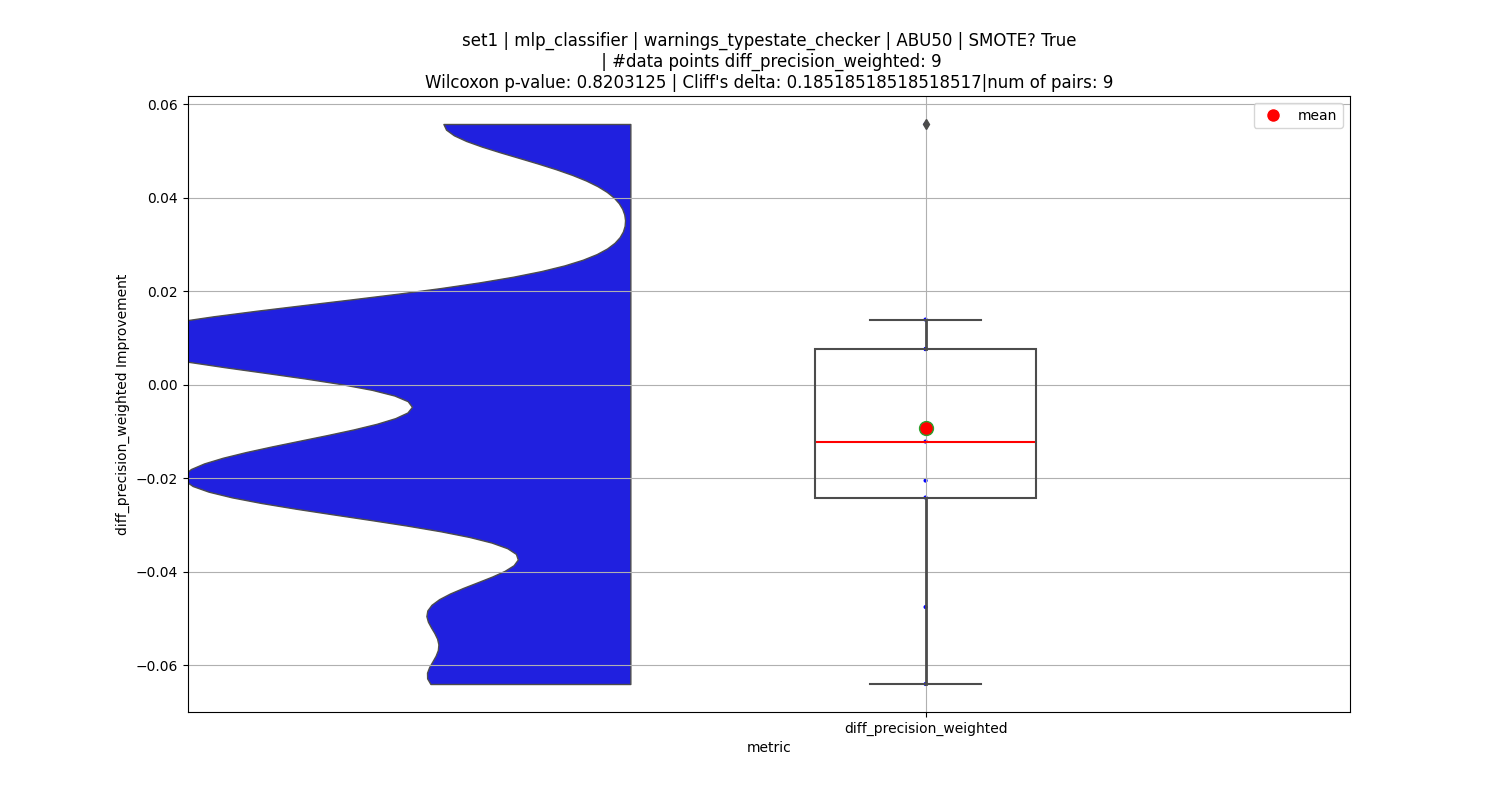 set1 | mlp_classifier | warnings_typestate_checker | ABU50 | SMOTE? True
| #data points diff_precision_weighted: 9
Wilcoxon p-value: 0.8203125 | Cliff's delta: 0.18518518518518517|num of pairs: 9
mean
0.06
0.04
0.02
0.00
−0.02
−0.04
−0.06
diff_precision_weighted Improvement
diff_precision_weighted
metric